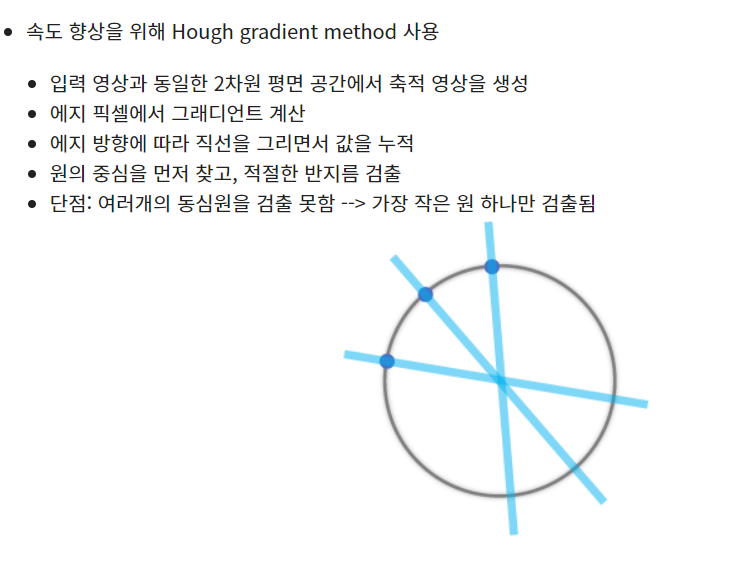 속도 향상을 위해 Hough gradient method 사용
입력 영상과 동일한 2차원 평면 공간에서 축적 영상을 생성
에지 픽셀에서 그래디언트 계산
에지 방향에 따라 직선을 그리면서 값을 누적
원의 중심을 먼저 찾고, 적절한 반지름 검출
단점: 여러개의 동심원을 검출 못함 --> 가장 작은 원 하나만 검출됨